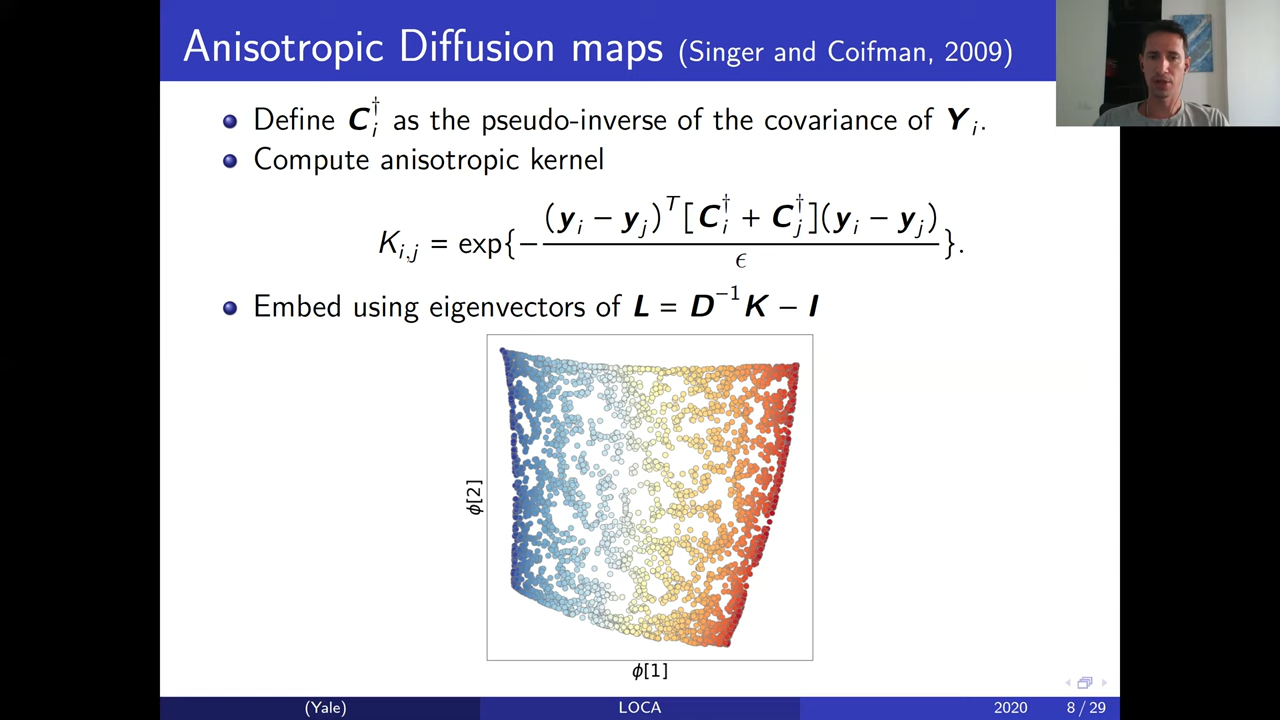 Anisotropic Diffusion maps (Singer and Coifman, 2009)
Define C_i^† as the pseudo-inverse of the covariance of Y_i.
Compute anisotropic kernel
K_{i,j} = exp{−\frac{(y_i − y_j)^T[C_i^† + C_j^†](y_i − y_j)}{ϵ}}.
Embed using eigenvectors of L = D^{−1}K − I
ϕ[2]
ϕ[1]
(Yale) LOCA 2020 8 / 29